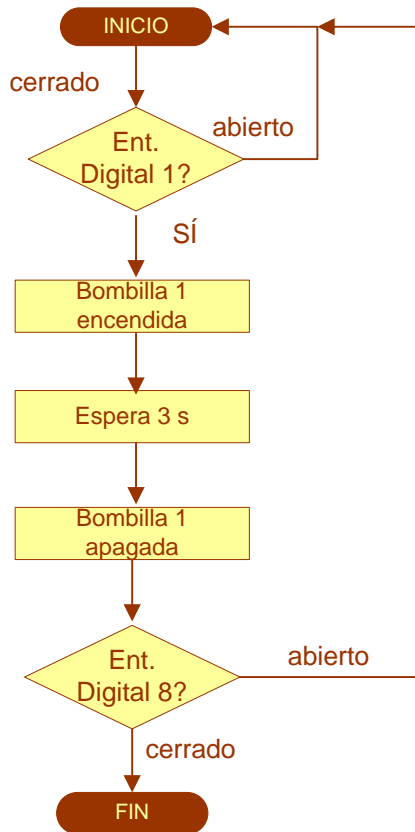 INICIO
cerrado
Ent.
Digital 1?
abierto
SÍ
Bombilla 1
encendida
Espera 3 s
Bombilla 1
apagada
Ent.
Digital 8?
abierto
cerrado
FIN